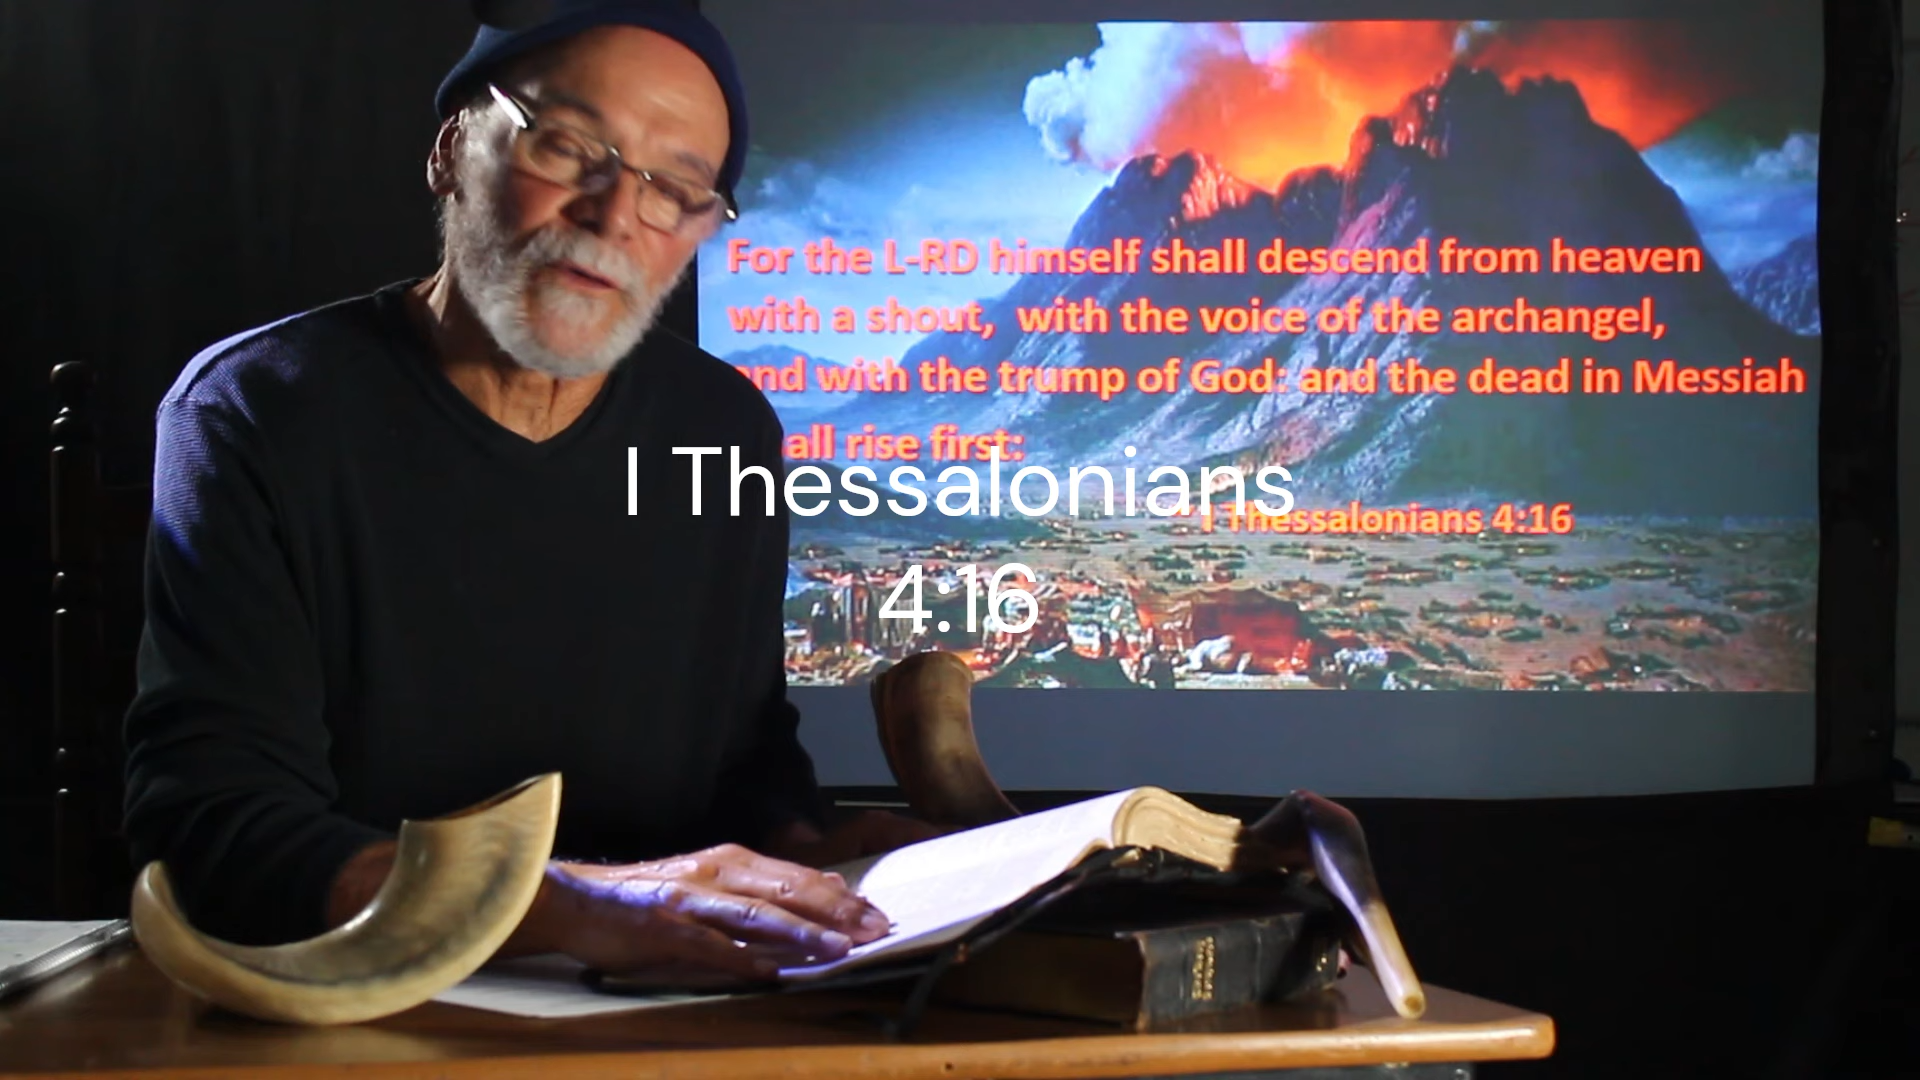 For the L-RD himself shall descend from heaven
with a shout, with the voice of the archangel,
and with the trump of God: and the dead in Messiah
all rise first:
I Thessalonians 4:16
I Thessalonians
4:16